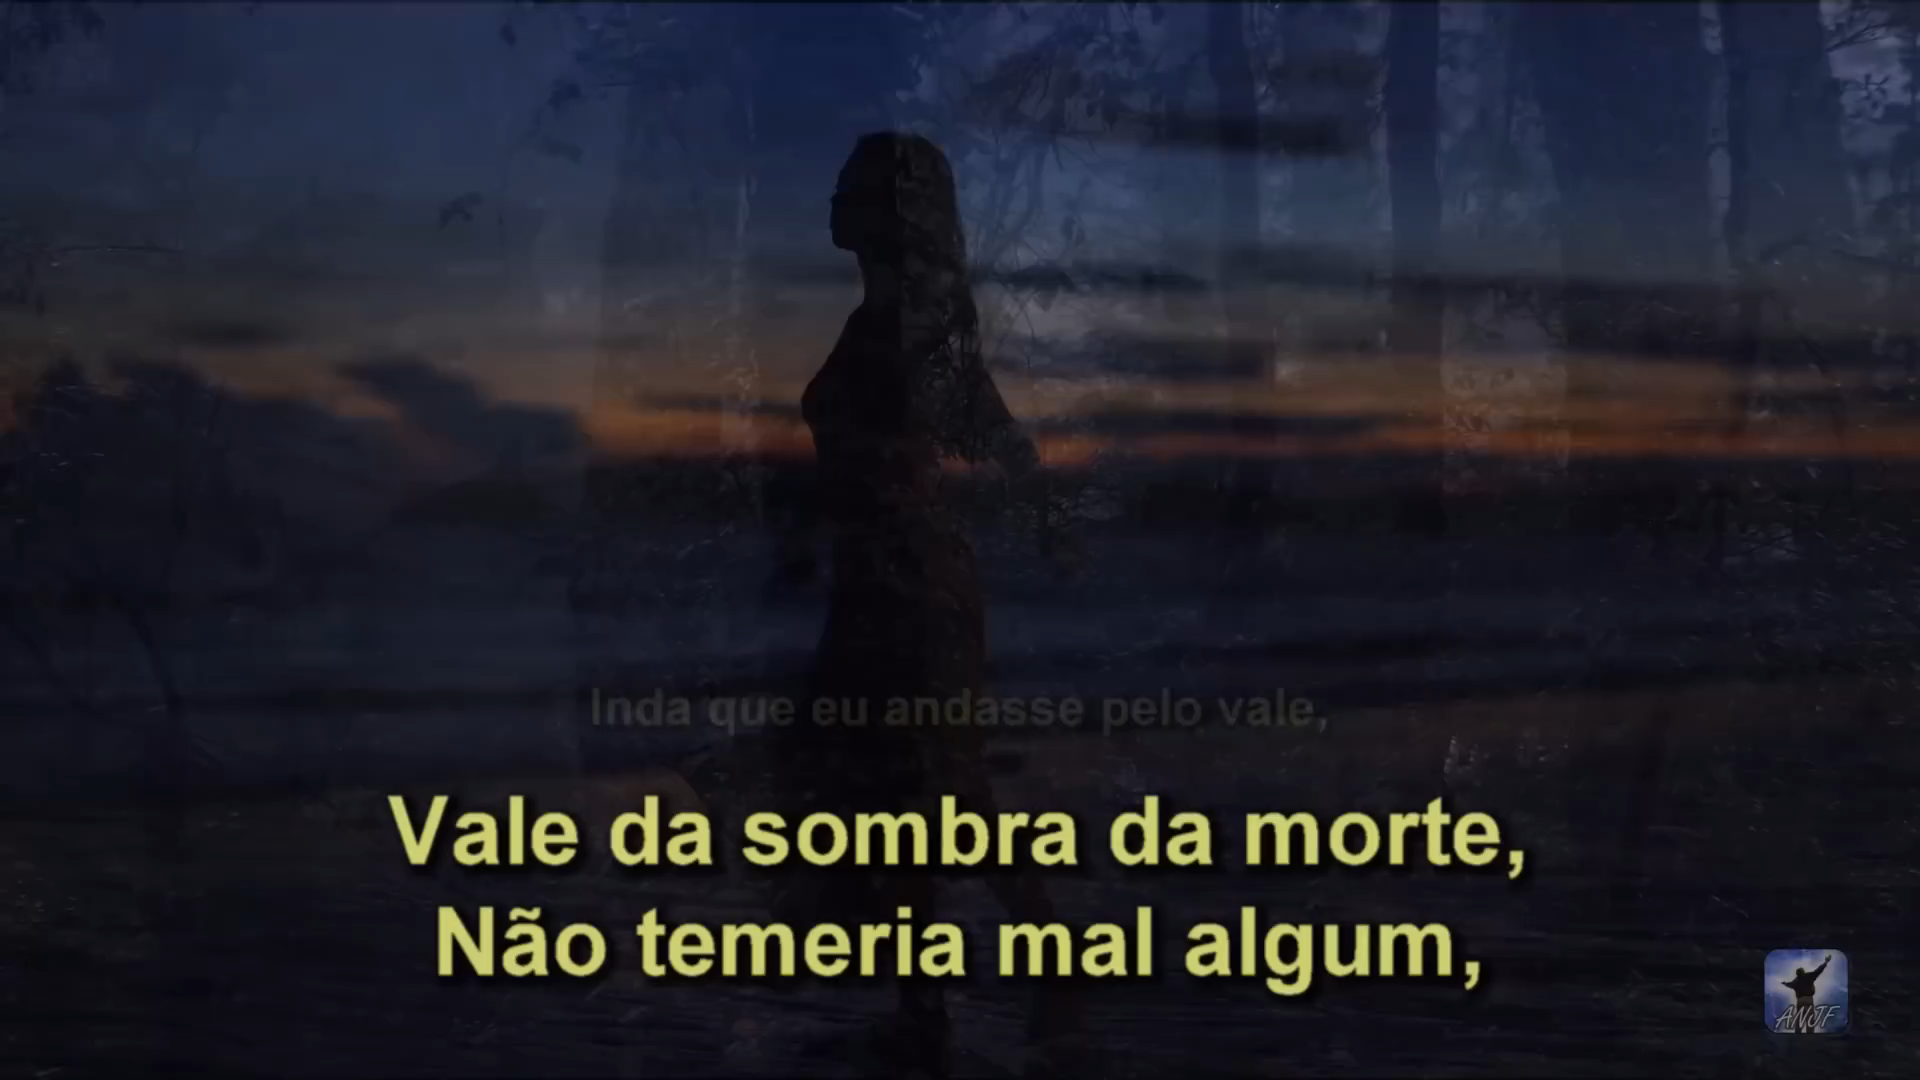 Inda que eu andasse pelo vale,
Vale da sombra da morte,
Não temeria mal algum,
ANJF